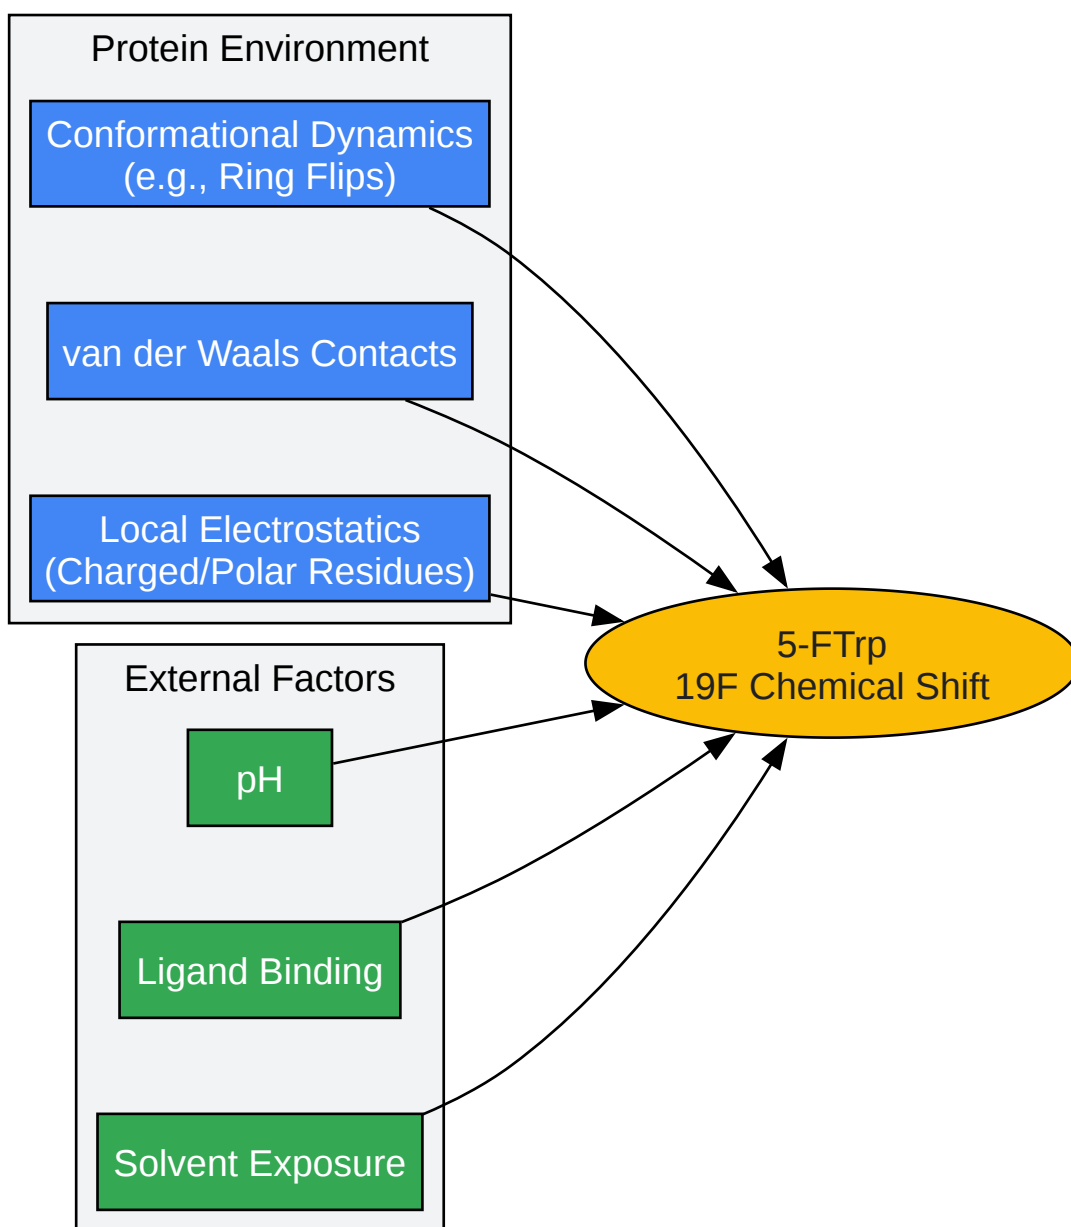 Protein Environment
Conformational Dynamics
(e.g., Ring Flips)
van der Waals Contacts
Local Electrostatics
(Charged/Polar Residues)
5-FTrp
19F Chemical Shift
External Factors
pH
Ligand Binding
Solvent Exposure